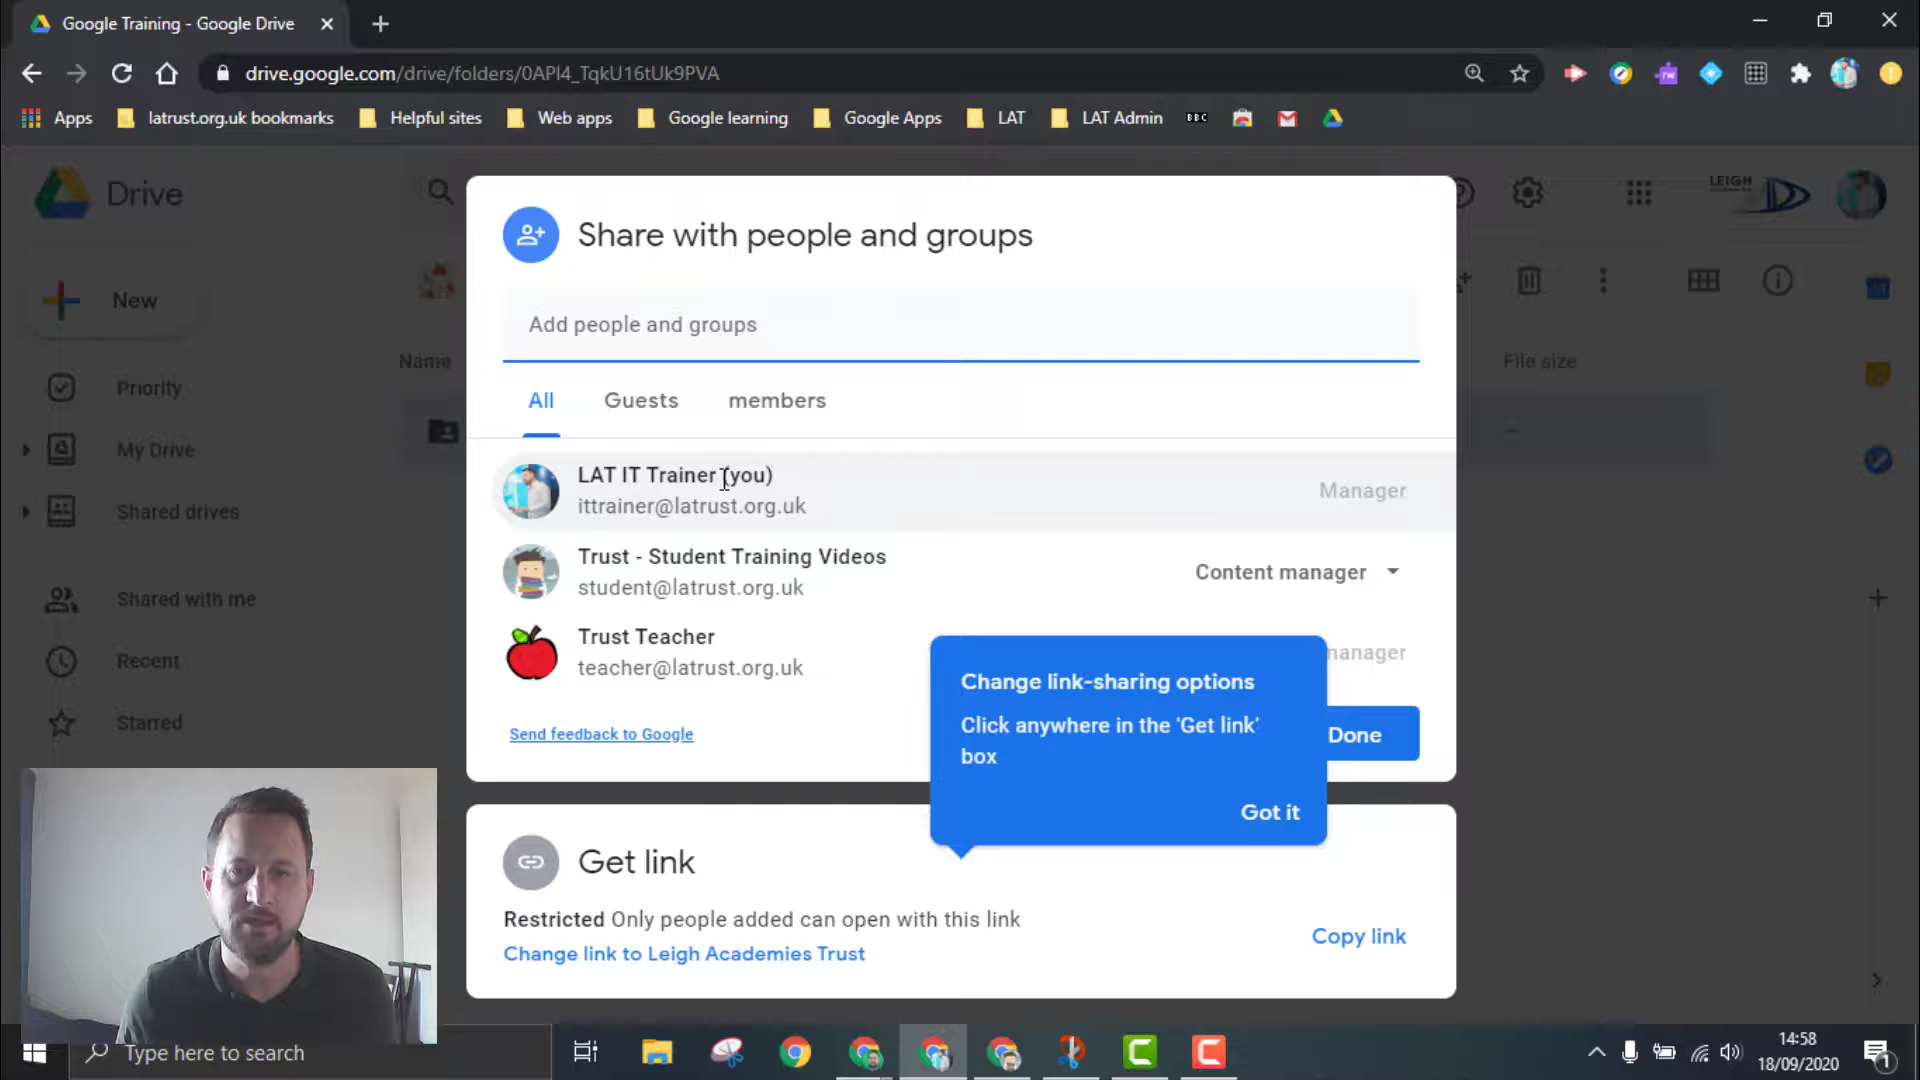 Google Training - Google Drive
drive.google.com/drive/folders/0API4_TqkU16tUk9PVA
Apps
latrust.org.uk bookmarks
Helpful sites
Web apps
Google learning
Google Apps
LAT
LAT Admin
BBC
Drive
LEIGH
New
Name
File size
Priority
My Drive
Shared drives
Shared with me
Recent
Starred
Share with people and groups
Add people and groups
All
Guests
members
LAT IT Trainer (you)
ittrainer@latrust.org.uk
Manager
Trust - Student Training Videos
student@latrust.org.uk
Content manager
Trust Teacher
teacher@latrust.org.uk
manager
Change link-sharing options
Click anywhere in the 'Get link'
box
Got it
Send feedback to Google
Done
Get link
Restricted Only people added can open with this link
Change link to Leigh Academies Trust
Copy link
Type here to search
14:58
18/09/2020
1